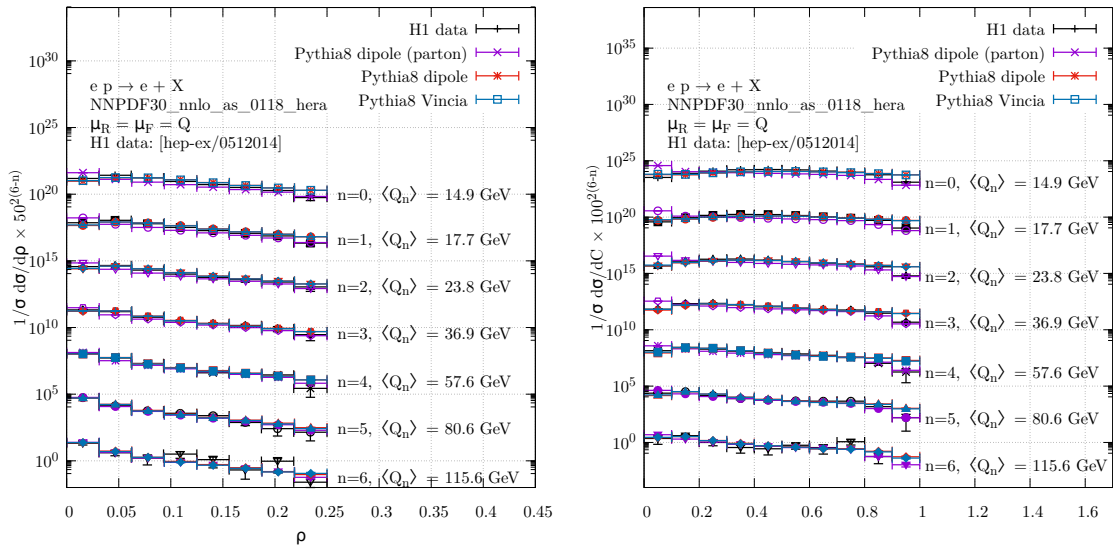 H1 data
Pythia8 dipole (parton)
Pythia8 dipole
Pythia8 Vincia
e p → e + X
NNPDF30_nnlo_as_0118_hera
μR = μF = Q
H1 data: [hep-ex/0512014]
n=0, ⟨Qn⟩ = 14.9 GeV
n=1, ⟨Qn⟩ = 17.7 GeV
n=2, ⟨Qn⟩ = 23.8 GeV
n=3, ⟨Qn⟩ = 36.9 GeV
n=4, ⟨Qn⟩ = 57.6 GeV
n=5, ⟨Qn⟩ = 80.6 GeV
n=6, ⟨Qn⟩ = 115.6 GeV
1/σ dσ/dρ × 50^2(6-n)
10^30
10^25
10^20
10^15
10^10
10^5
10^0
0 0.05 0.1 0.15 0.2 0.25 0.3 0.35 0.4 0.45
ρ
H1 data
Pythia8 dipole (parton)
Pythia8 dipole
Pythia8 Vincia
e p → e + X
NNPDF30_nnlo_as_0118_hera
μR = μF = Q
H1 data: [hep-ex/0512014]
n=0, ⟨Qn⟩ = 14.9 GeV
n=1, ⟨Qn⟩ = 17.7 GeV
n=2, ⟨Qn⟩ = 23.8 GeV
n=3, ⟨Qn⟩ = 36.9 GeV
n=4, ⟨Qn⟩ = 57.6 GeV
n=5, ⟨Qn⟩ = 80.6 GeV
n=6, ⟨Qn⟩ = 115.6 GeV
1/σ dσ/dC × 100^2(6-n)
10^35
10^30
10^25
10^20
10^15
10^10
10^5
10^0
0 0.2 0.4 0.6 0.8 1 1.2 1.4 1.6